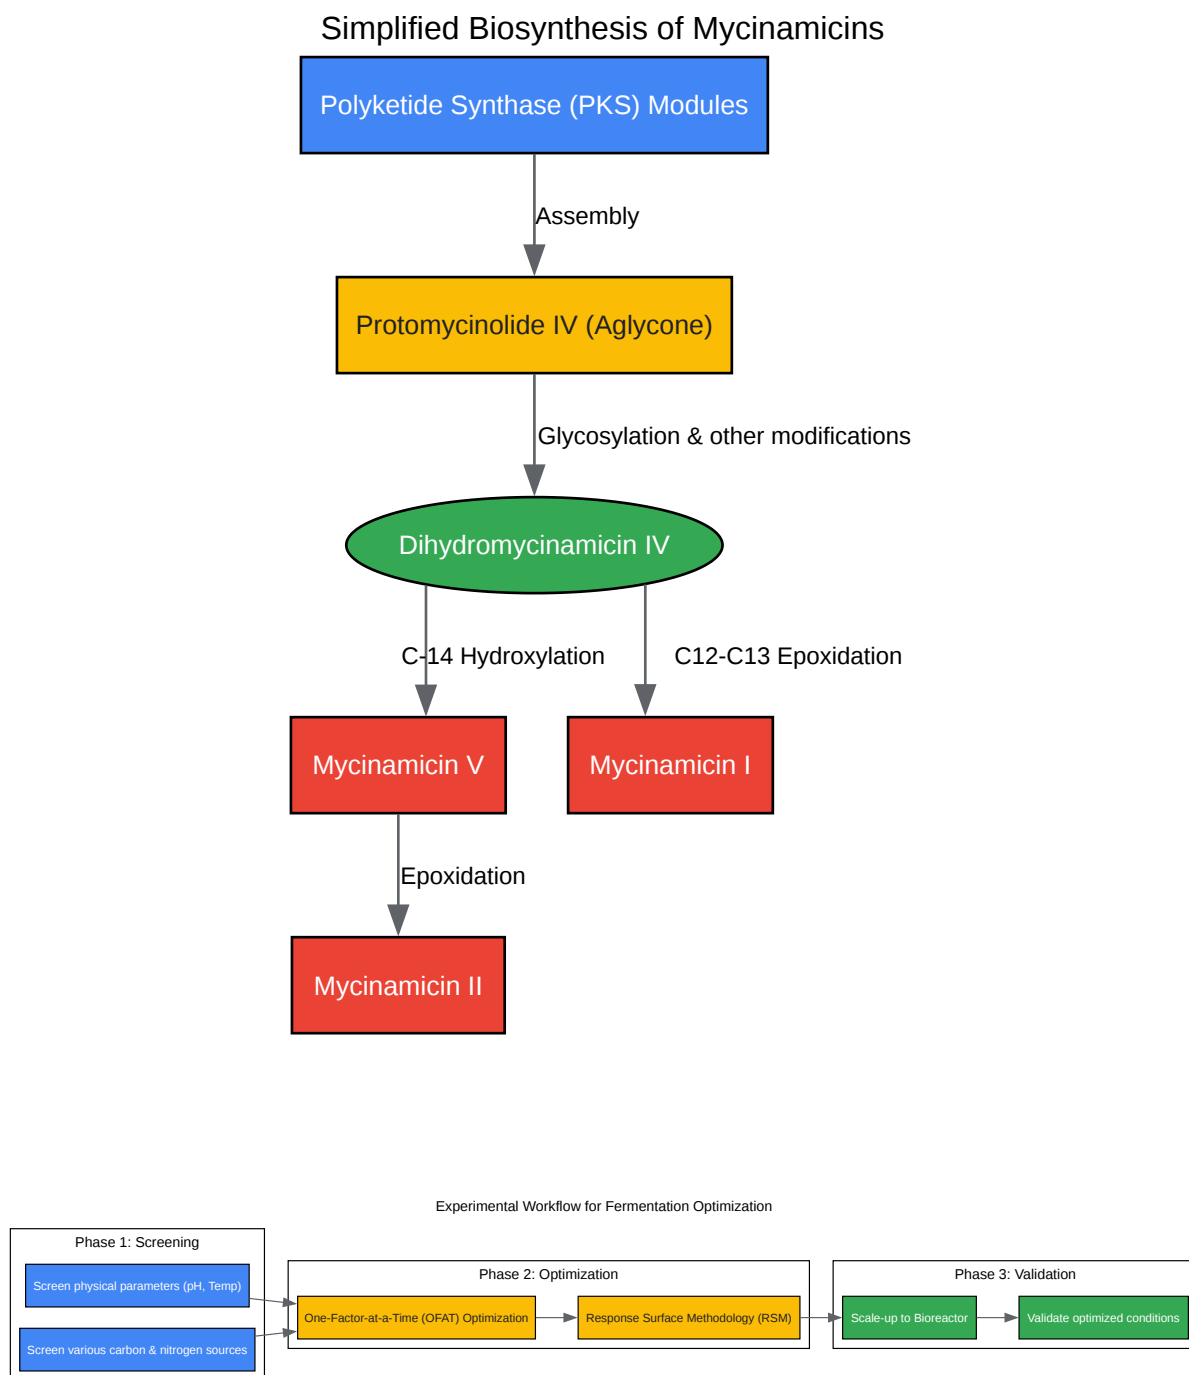 Simplified Biosynthesis of Mycinamicins
Polyketide Synthase (PKS) Modules
Assembly
Protomycinolide IV (Aglycone)
Glycosylation & other modifications
Dihydromycinamicin IV
C-14 Hydroxylation
C12-C13 Epoxidation
Mycinamicin V
Mycinamicin I
Epoxidation
Mycinamicin II
Experimental Workflow for Fermentation Optimization
Phase 1: Screening
Screen physical parameters (pH, Temp)
Screen various carbon & nitrogen sources
Phase 2: Optimization
One-Factor-at-a-Time (OFAT) Optimization
Response Surface Methodology (RSM)
Phase 3: Validation
Scale-up to Bioreactor
Validate optimized conditions